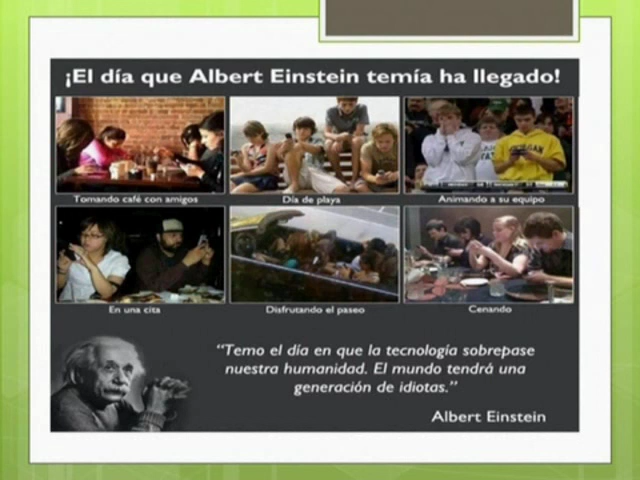 ¡El día que Albert Einstein temía ha llegado!
Tomando café con amigos
Día de playa
Animando a su equipo
En una cita
Disfrutando el paseo
Cenando
“Temo el día en que la tecnología sobrepase
nuestra humanidad. El mundo tendrá una
generación de idiotas.”
Albert Einstein